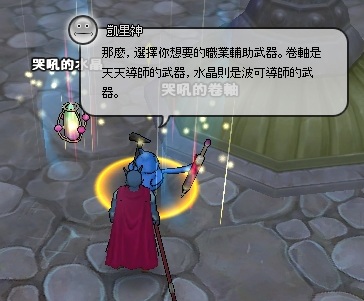 凱里神
那麼，選擇你想要的職業輔助武器。卷軸是
天天導師的武器，水晶則是波可導師的武
器。
哭吼的水晶
哭吼的卷軸